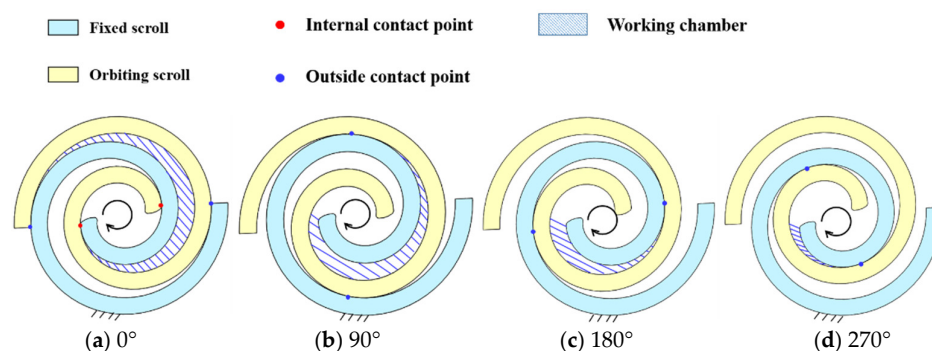 Fixed scroll
Internal contact point
Working chamber
Orbiting scroll
Outside contact point
(a) 0°
(b) 90°
(c) 180°
(d) 270°